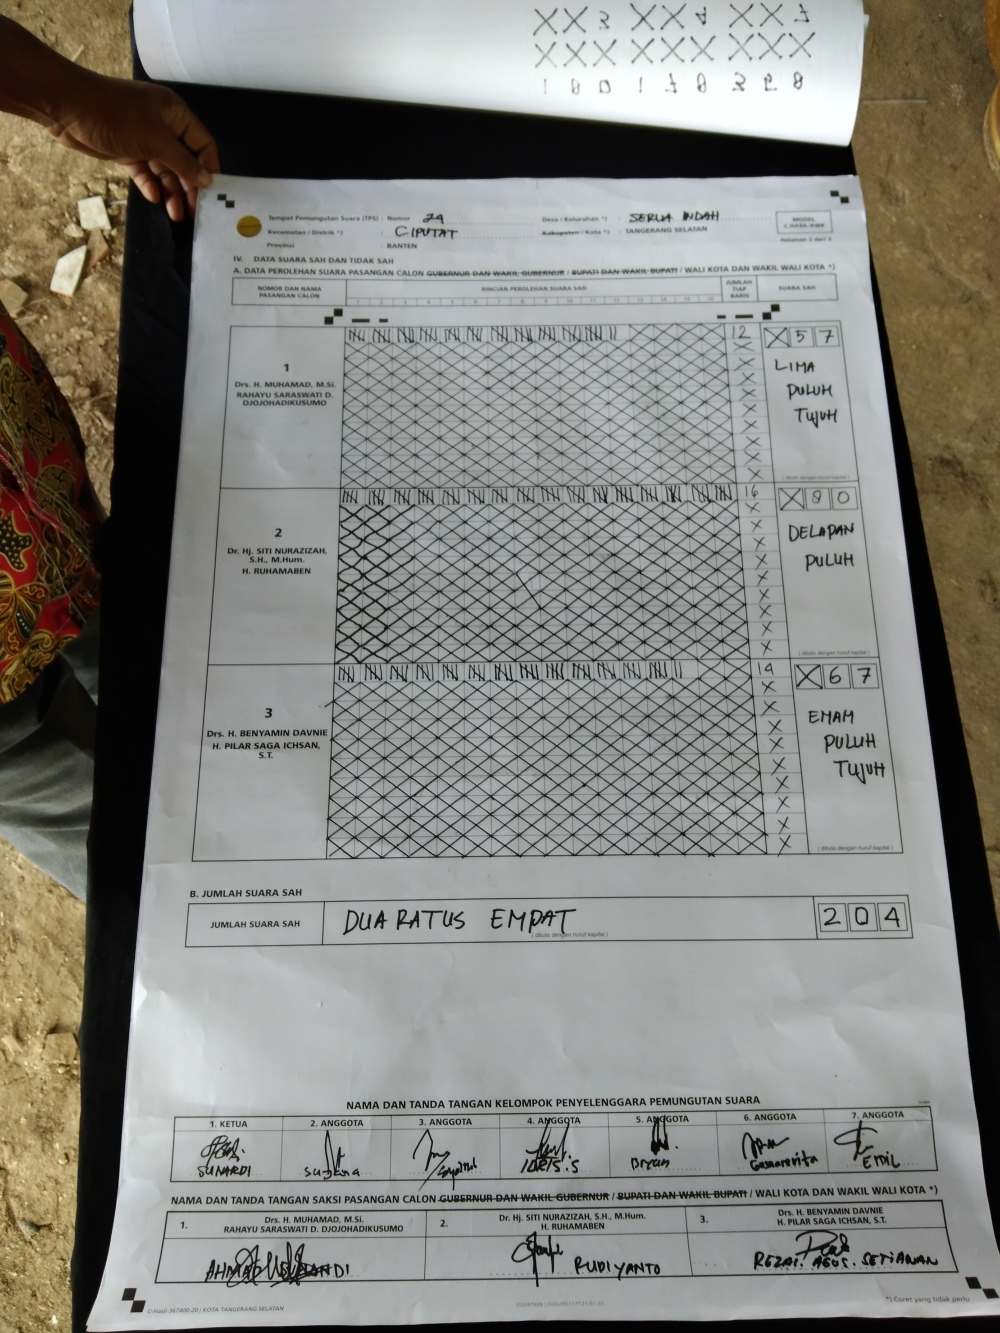 Tempat Pemungutan Suara (TPS) : Nomor 24 Desa / Kelurahan *) : SERUA INDAH
Kecamatan / Distrik *) : CIPUTAT Kabupaten / Kota *) : TANGERANG SELATAN
Provinsi : BANTEN
MODEL
C.HASIL-KWK
Halaman 2 dari 2
IV. DATA SUARA SAH DAN TIDAK SAH
A. DATA PEROLEHAN SUARA PASANGAN CALON GUBERNUR DAN WAKIL GUBERNUR / BUPATI DAN WAKIL BUPATI / WALI KOTA DAN WAKIL WALI KOTA *)
NOMOR DAN NAMA
PASANGAN CALON
RINCIAN PEROLEHAN SUARA SAH
JUMLAH
TIAP
BARIS
SUARA SAH
1
Drs. H. MUHAMAD, M.Si.
RAHAYU SARASWATI D.
DJOJOHADIKUSUMO
12
X 5 7
LIMA
PULUH
TUJUH
(ditulis dengan huruf kapital)
2
Dr. Hj. SITI NURAZIZAH,
S.H., M.Hum.
H. RUHAMABEN
16
X 8 0
DELAPAN
PULUH
(ditulis dengan huruf kapital)
3
Drs. H. BENYAMIN DAVNIE
H. PILAR SAGA ICHSAN,
S.T.
14
X 6 7
ENAM
PULUH
TUJUH
(ditulis dengan huruf kapital)
B. JUMLAH SUARA SAH
JUMLAH SUARA SAH
DUA RATUS EMPAT
(ditulis dengan huruf kapital)
2 0 4
NAMA DAN TANDA TANGAN KELOMPOK PENYELENGGARA PEMUNGUTAN SUARA
1. KETUA 2. ANGGOTA 3. ANGGOTA 4. ANGGOTA 5. ANGGOTA 6. ANGGOTA 7. ANGGOTA
SUNARDI IDRIS.S Bryan EMIL
NAMA DAN TANDA TANGAN SAKSI PASANGAN CALON GUBERNUR DAN WAKIL GUBERNUR / BUPATI DAN WAKIL BUPATI / WALI KOTA DAN WAKIL WALI KOTA *)
1. Drs. H. MUHAMAD, M.Si.
RAHAYU SARASWATI D. DJOJOHADIKUSUMO
2. Dr. Hj. SITI NURAZIZAH, S.H., M.Hum.
H. RUHAMABEN
RUDIYANTO
3. Drs. H. BENYAMIN DAVNIE
H. PILAR SAGA ICHSAN, S.T.
AGUS. SETIAWAN
*) Coret yang tidak perlu
C-Hasil-367400-20 / KOTA TANGERANG SELATAN